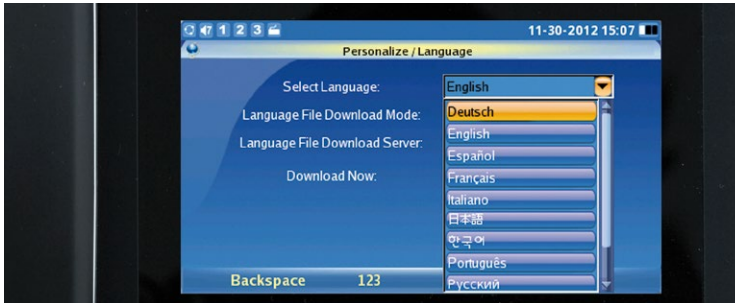 1 2 3 11-30-2012 15:07
Personalize / Language
Select Language: English
Language File Download Mode:
Language File Download Server:
Download Now:
Deutsch
English
Español
Français
Italiano
日本語
한국어
Português
Русский
Backspace 123